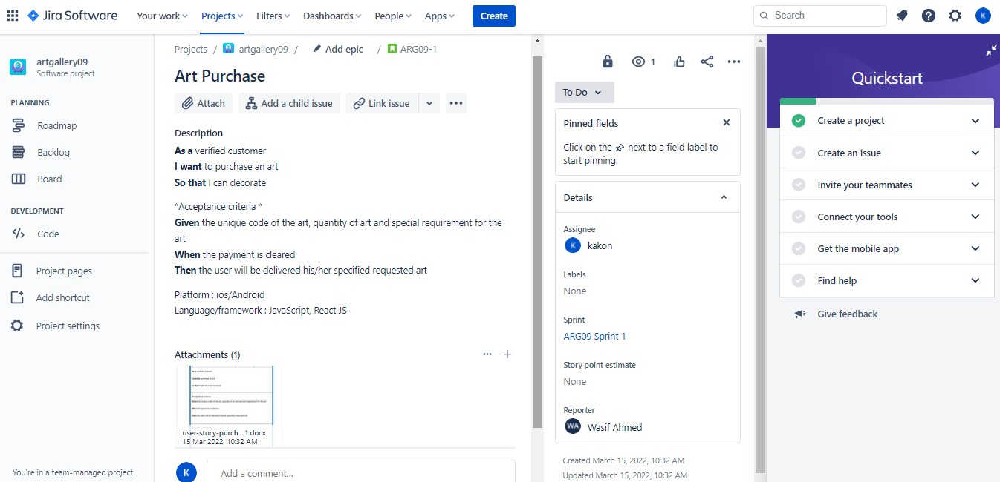 Jira Software
Your work
Projects
Filters
Dashboards
People
Apps
Create
Search
K
artgallery09
Software project
PLANNING
Roadmap
Backlog
Board
DEVELOPMENT
Code
Project pages
Add shortcut
Project settings
You're in a team-managed project
Projects / artgallery09 / Add epic / ARG09-1
Art Purchase
Attach
Add a child issue
Link issue
Description
As a verified customer
I want to purchase an art
So that I can decorate
*Acceptance criteria *
Given the unique code of the art, quantity of art and special requirement for the
art
When the payment is cleared
Then the user will be delivered his/her specified requested art
Platform : ios/Android
Language/framework : JavaScript, React JS
Attachments (1)
user-story-purch...1.docx
15 Mar 2022, 10:32 AM
K
Add a comment...
1
To Do
Pinned fields
Click on the next to a field label to
start pinning.
Details
Assignee
K kakon
Labels
None
Sprint
ARG09 Sprint 1
Story point estimate
None
Reporter
WA Wasif Ahmed
Created March 15, 2022, 10:32 AM
Updated March 15, 2022, 10:32 AM
Quickstart
Create a project
Create an issue
Invite your teammates
Connect your tools
Get the mobile app
Find help
Give feedback